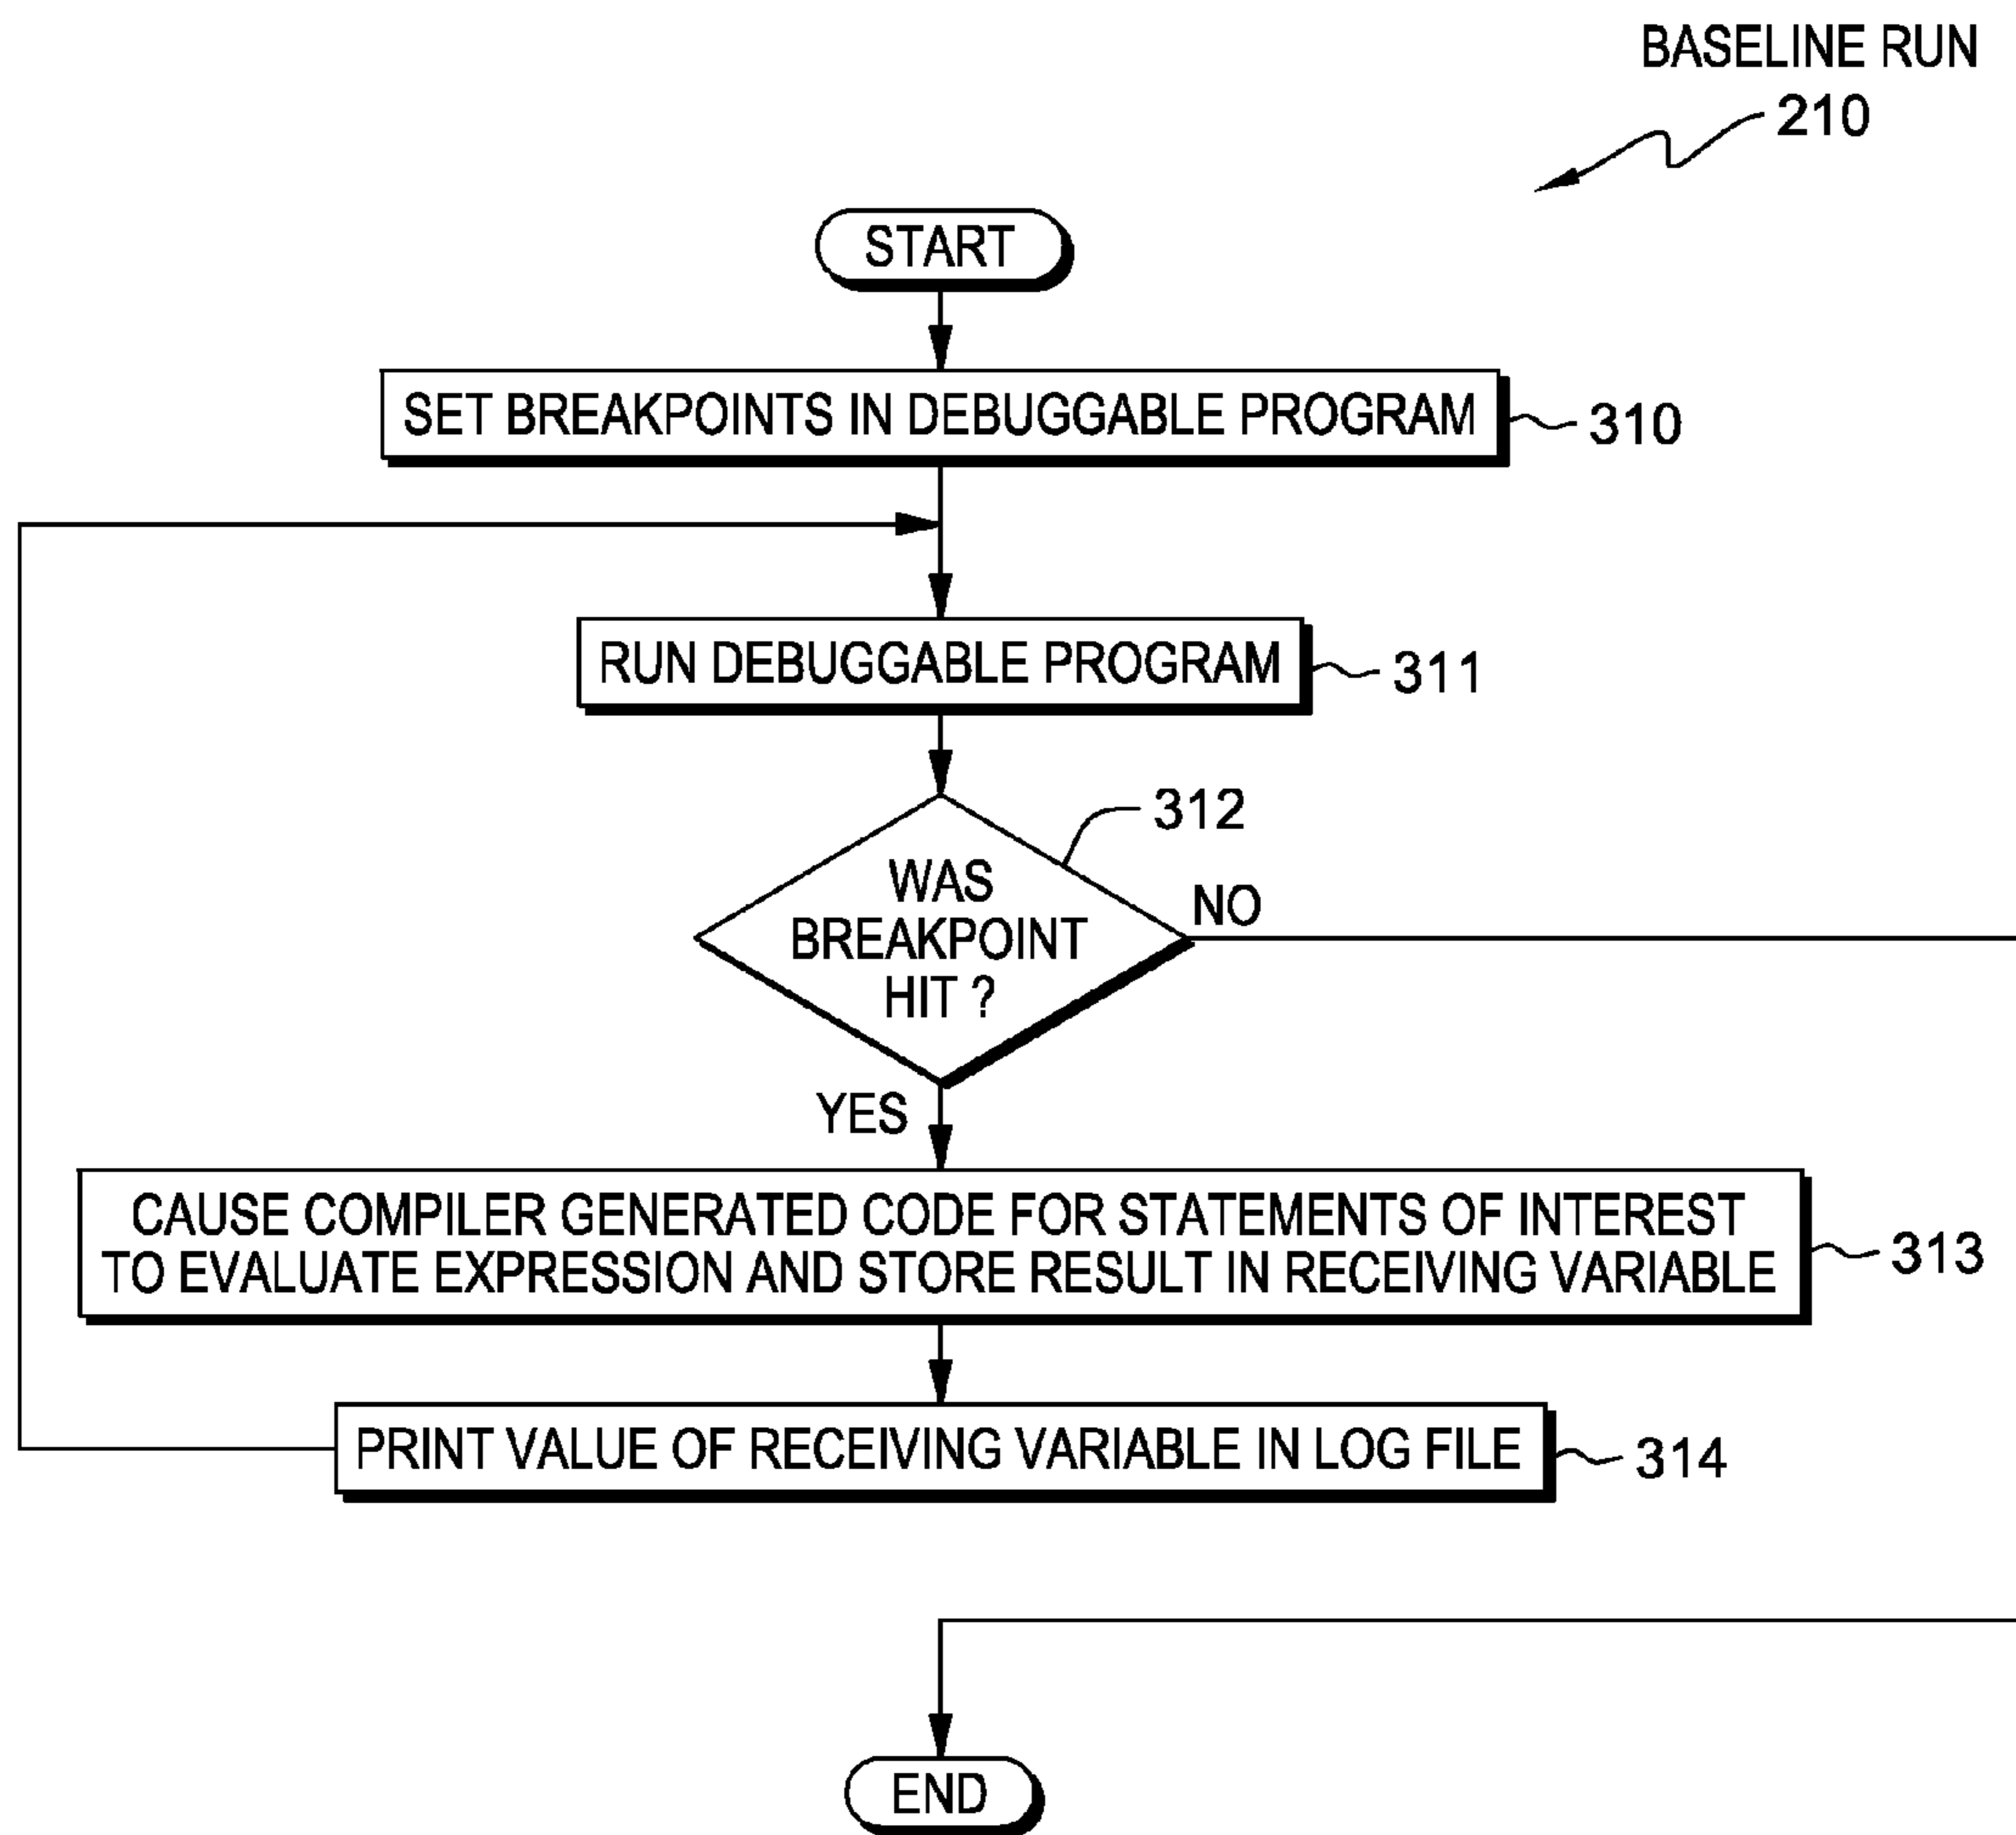 BASELINE RUN
210
START
SET BREAKPOINTS IN DEBUGGABLE PROGRAM
310
RUN DEBUGGABLE PROGRAM
311
312
WAS
BREAKPOINT
HIT ?
NO
YES
CAUSE COMPILER GENERATED CODE FOR STATEMENTS OF INTEREST
TO EVALUATE EXPRESSION AND STORE RESULT IN RECEIVING VARIABLE
313
PRINT VALUE OF RECEIVING VARIABLE IN LOG FILE
314
END